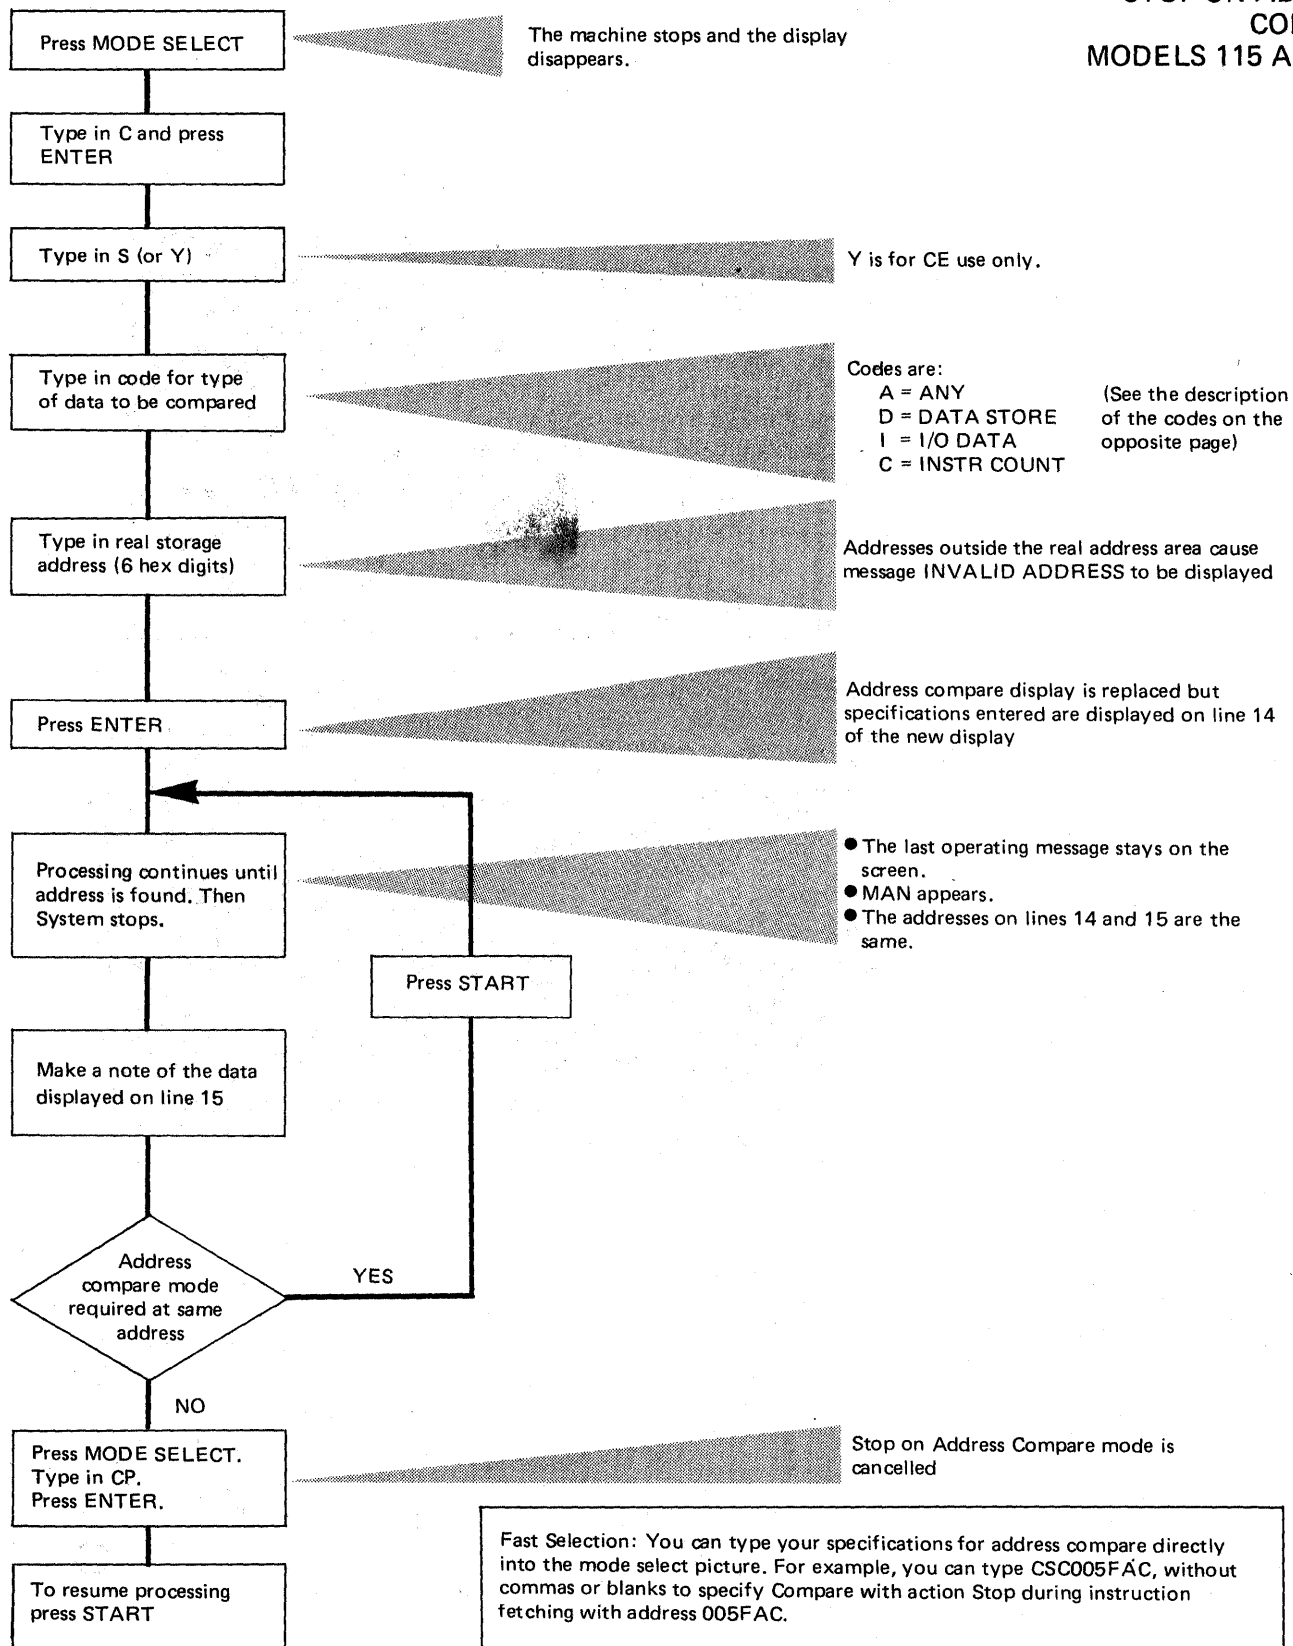 COM
MODELS 115 A
Press MODE SELECT
The machine stops and the display
disappears.
Type in C and press
ENTER
Type in S (or Y)
Y is for CE use only.
Type in code for type
of data to be compared
Codes are:
A = ANY
D = DATA STORE
I = I/O DATA
C = INSTR COUNT
(See the description
of the codes on the
opposite page)
Type in real storage
address (6 hex digits)
Addresses outside the real address area cause
message INVALID ADDRESS to be displayed
Press ENTER
Address compare display is replaced but
specifications entered are displayed on line 14
of the new display
Processing continues until
address is found. Then
System stops.
● The last operating message stays on the
screen.
● MAN appears.
● The addresses on lines 14 and 15 are the
same.
Press START
Make a note of the data
displayed on line 15
Address
compare mode
required at same
address
YES
NO
Press MODE SELECT.
Type in CP.
Press ENTER.
Stop on Address Compare mode is
cancelled
To resume processing
press START
Fast Selection: You can type your specifications for address compare directly
into the mode select picture. For example, you can type CSC005FAC, without
commas or blanks to specify Compare with action Stop during instruction
fetching with address 005FAC.